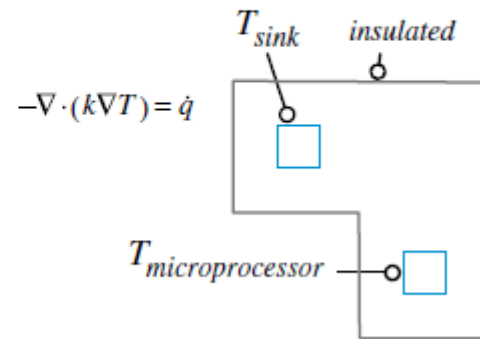 T_sink
insulated
−∇·(k∇T) = q̇
T_microprocessor